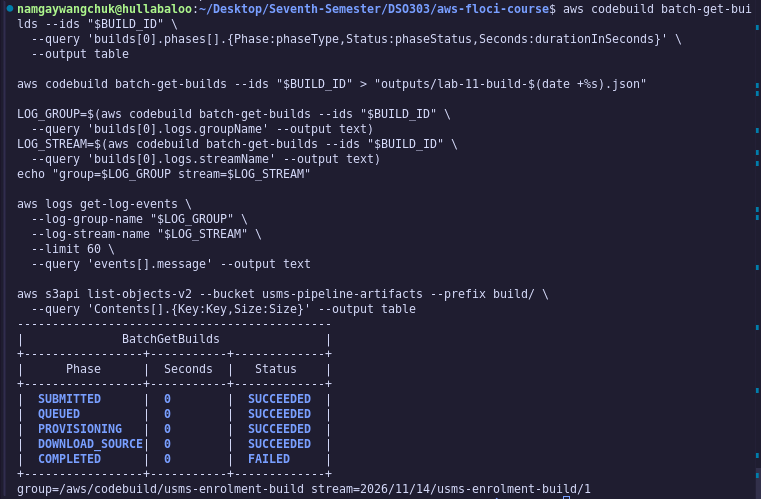 namgaywangchuk@hullabaloo:~/Desktop/Seventh-Semester/DSO303/aws-floci-course$ aws codebuild batch-get-bui
lds --ids "$BUILD_ID" \
  --query 'builds[0].phases[].{Phase:phaseType,Status:phaseStatus,Seconds:durationInSeconds}' \
  --output table

aws codebuild batch-get-builds --ids "$BUILD_ID" > "outputs/lab-11-build-$(date +%s).json"

LOG_GROUP=$(aws codebuild batch-get-builds --ids "$BUILD_ID" \
  --query 'builds[0].logs.groupName' --output text)
LOG_STREAM=$(aws codebuild batch-get-builds --ids "$BUILD_ID" \
  --query 'builds[0].logs.streamName' --output text)
echo "group=$LOG_GROUP stream=$LOG_STREAM"

aws logs get-log-events \
  --log-group-name "$LOG_GROUP" \
  --log-stream-name "$LOG_STREAM" \
  --limit 60 \
  --query 'events[].message' --output text

aws s3api list-objects-v2 --bucket usms-pipeline-artifacts --prefix build/ \
  --query 'Contents[].{Key:Key,Size:Size}' --output table
----------------------------------------------
|              BatchGetBuilds                |
+-----------------+-----------+--------------+
|      Phase      |  Seconds  |   Status     |
+-----------------+-----------+--------------+
|  SUBMITTED      |  0        |  SUCCEEDED   |
|  QUEUED         |  0        |  SUCCEEDED   |
|  PROVISIONING   |  0        |  SUCCEEDED   |
|  DOWNLOAD_SOURCE|  0        |  SUCCEEDED   |
|  COMPLETED      |  0        |  FAILED      |
+-----------------+-----------+--------------+
group=/aws/codebuild/usms-enrolment-build stream=2026/11/14/usms-enrolment-build/1